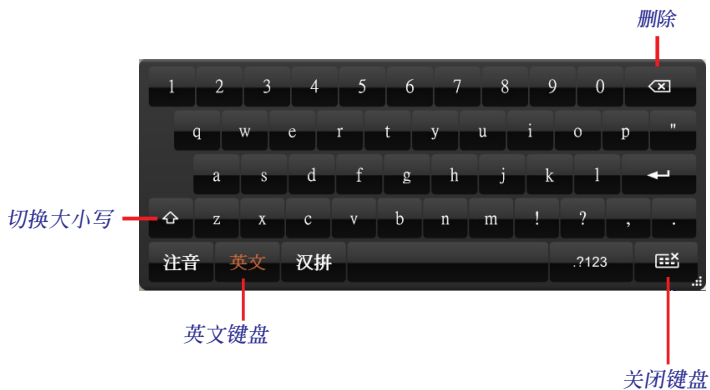 删除
1 2 3 4 5 6 7 8 9 0
q w e r t y u i o p "
a s d f g h j k l
切换大小写
z x c v b n m ! ? , .
注音 英文 汉拼 .?123
英文键盘
关闭键盘